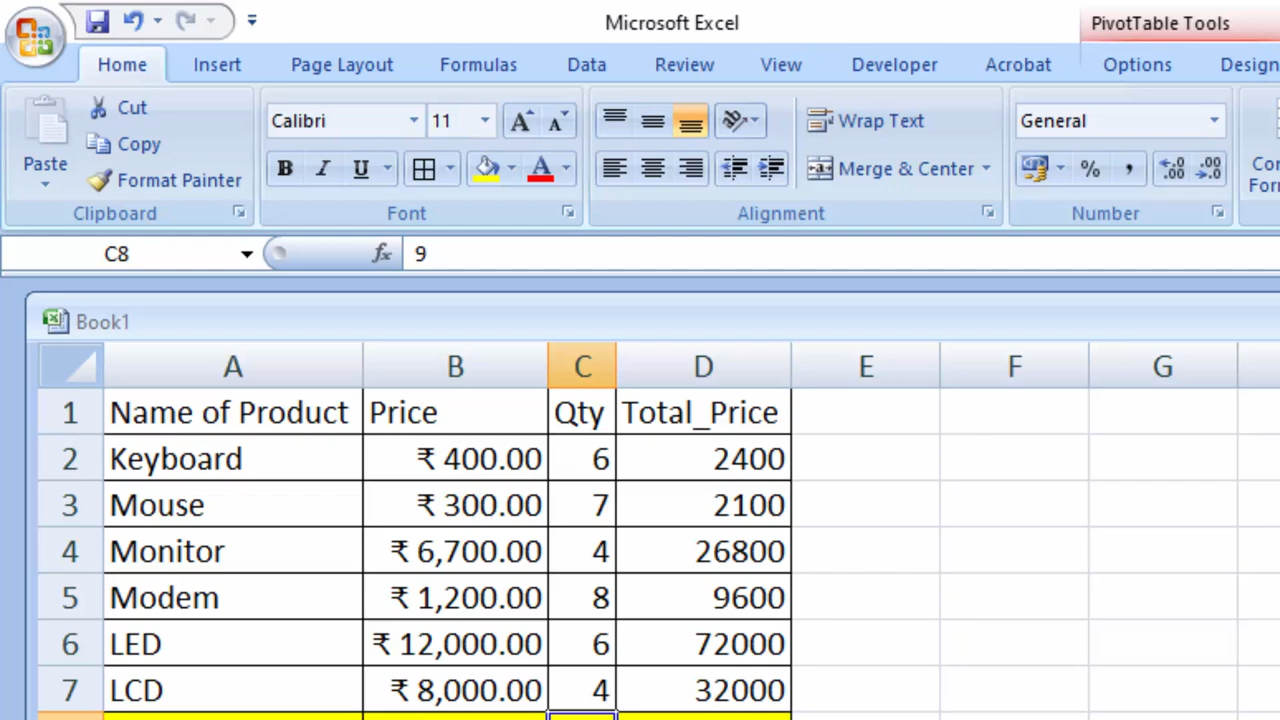 Microsoft Excel
PivotTable Tools
Home Insert Page Layout Formulas Data Review View Developer Acrobat Options Design
Cut
Copy
Format Painter
Paste
Clipboard
Calibri 11
B I U A
Font
Wrap Text
Merge & Center
Alignment
General
% ,
Number
C8 fx 9
Book1
A B C D E F G
1 Name of Product Price Qty Total_Price
2 Keyboard ₹ 400.00 6 2400
3 Mouse ₹ 300.00 7 2100
4 Monitor ₹ 6,700.00 4 26800
5 Modem ₹ 1,200.00 8 9600
6 LED ₹ 12,000.00 6 72000
7 LCD ₹ 8,000.00 4 32000